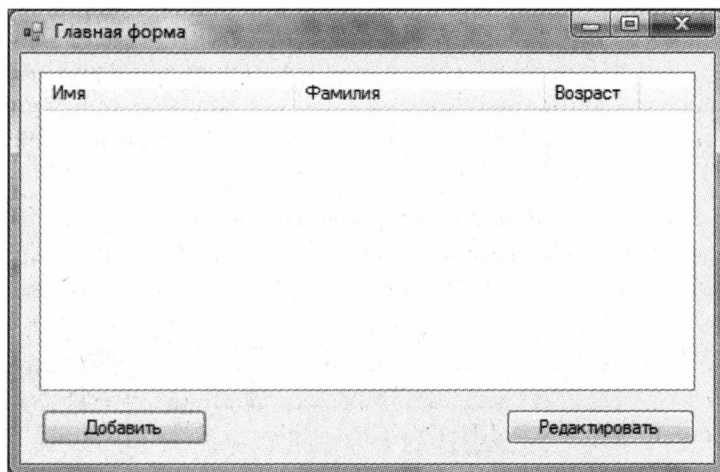 Главная форма
Имя Фамилия Возраст
Добавить Редактировать